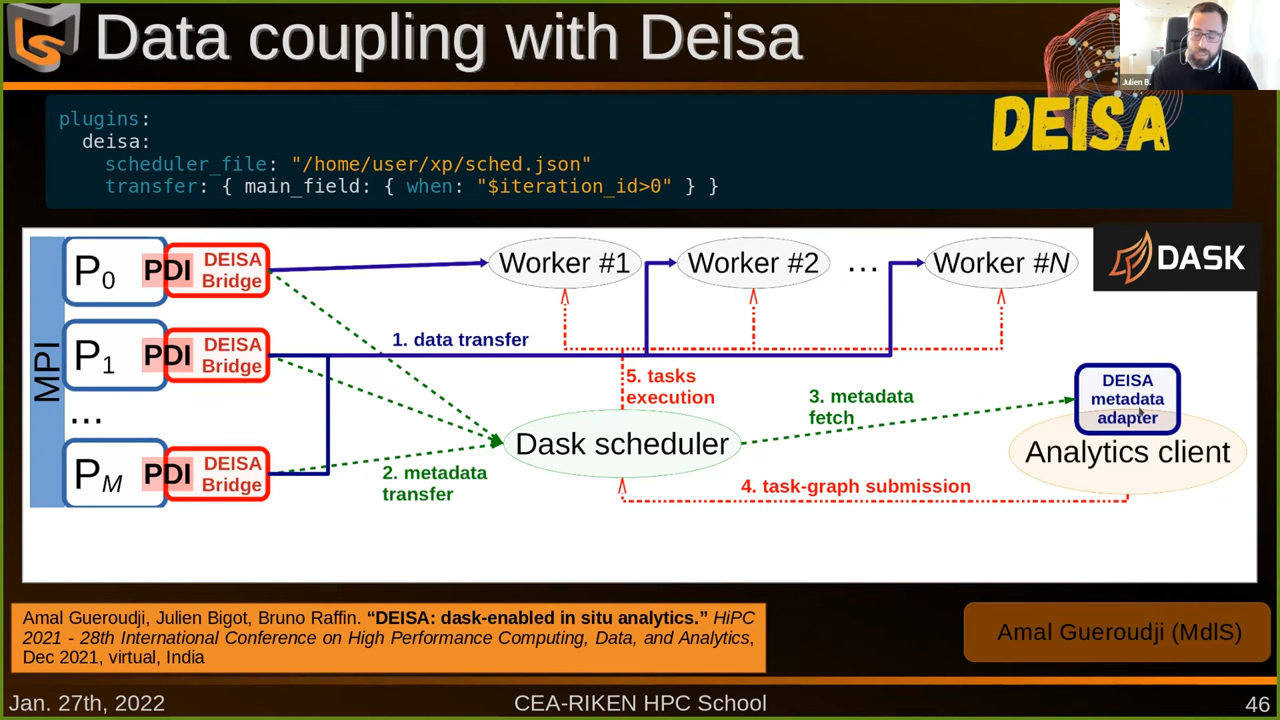 Data coupling with Deisa
Julien B.
DEISA
plugins:
deisa:
scheduler_file: "/home/user/xp/sched.json"
transfer: { main_field: { when: "$iteration_id>0" } }
DASK
MPI
P0
PDI
DEISA
Bridge
Worker #1
Worker #2
...
Worker #N
P1
PDI
DEISA
Bridge
1. data transfer
5. tasks
execution
3. metadata
fetch
DEISA
metadata
adapter
...
Dask scheduler
Analytics client
PM
PDI
DEISA
Bridge
2. metadata
transfer
4. task-graph submission
Amal Gueroudji, Julien Bigot, Bruno Raffin. “DEISA: dask-enabled in situ analytics.” HiPC
2021 - 28th International Conference on High Performance Computing, Data, and Analytics,
Dec 2021, virtual, India
Amal Gueroudji (MdlS)
Jan. 27th, 2022
CEA-RIKEN HPC School
46